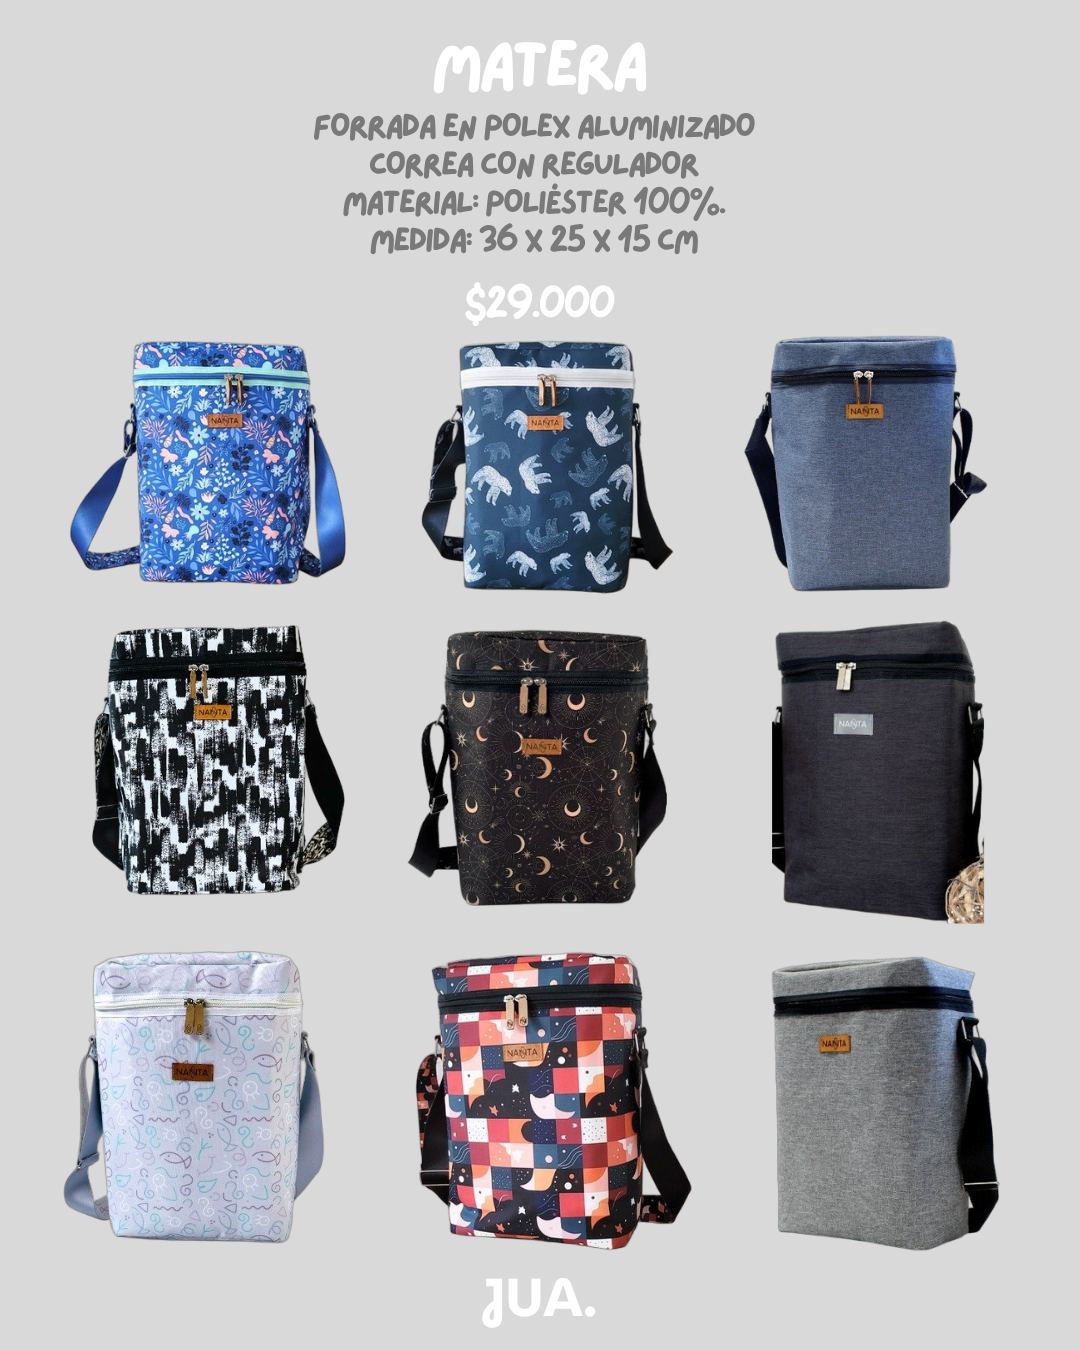 MATERA
FORRADA EN POLEX ALUMINIZADO
CORREA CON REGULADOR
MATERIAL: POLIÉSTER 100%.
MEDIDA: 36 X 25 X 15 CM
$29.000
NAÑTA
NAÑTA
NAÑTA
NAÑTA
NAÑTA
NAÑTA
NAÑTA
NAÑTA
NAÑTA
JUA.